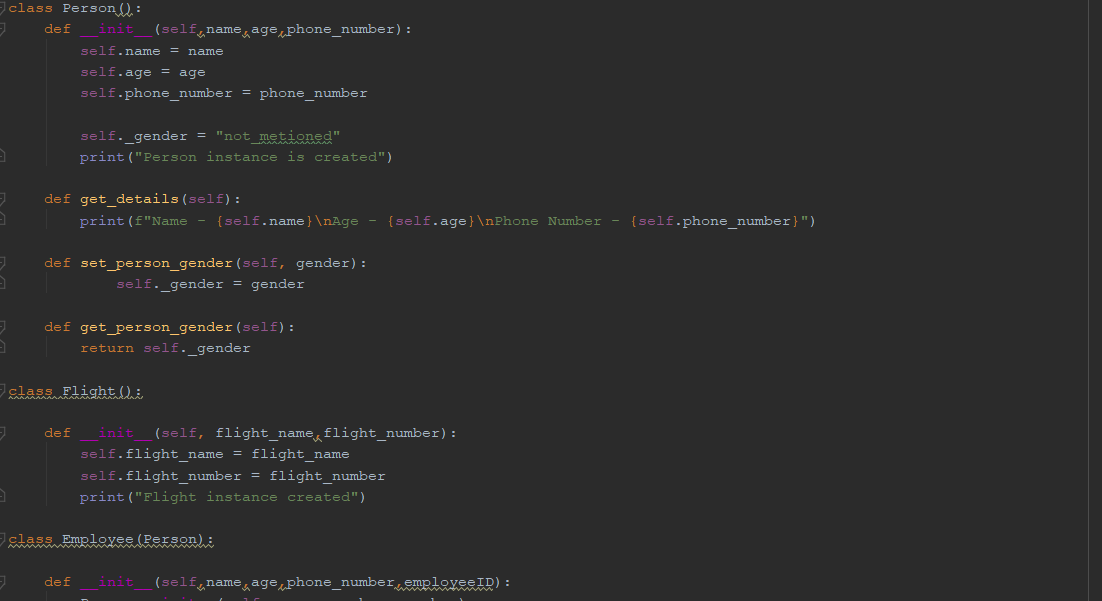 class Person():
    def __init__(self,name,age,phone_number):
        self.name = name
        self.age = age
        self.phone_number = phone_number

        self._gender = "not_metioned"
        print("Person instance is created")

    def get_details(self):
        print(f"Name - {self.name}\nAge - {self.age}\nPhone Number - {self.phone_number}")

    def set_person_gender(self, gender):
            self._gender = gender

    def get_person_gender(self):
        return self._gender

class Flight():

    def __init__(self, flight_name,flight_number):
        self.flight_name = flight_name
        self.flight_number = flight_number
        print("Flight instance created")

class Employee(Person):

    def __init__(self,name,age,phone_number,employeeID):